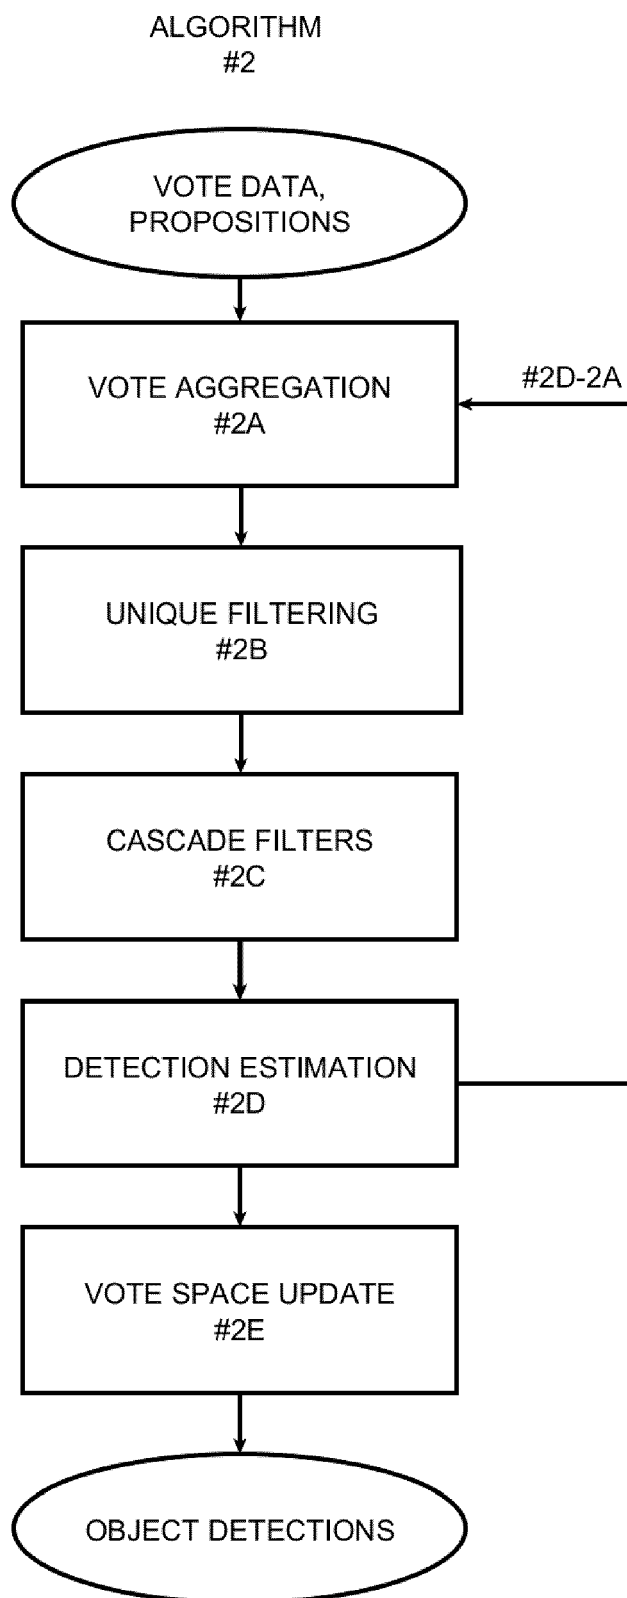 ALGORITHM
#2
VOTE DATA,
PROPOSITIONS
VOTE AGGREGATION
#2A
#2D-2A
UNIQUE FILTERING
#2B
CASCADE FILTERS
#2C
DETECTION ESTIMATION
#2D
VOTE SPACE UPDATE
#2E
OBJECT DETECTIONS